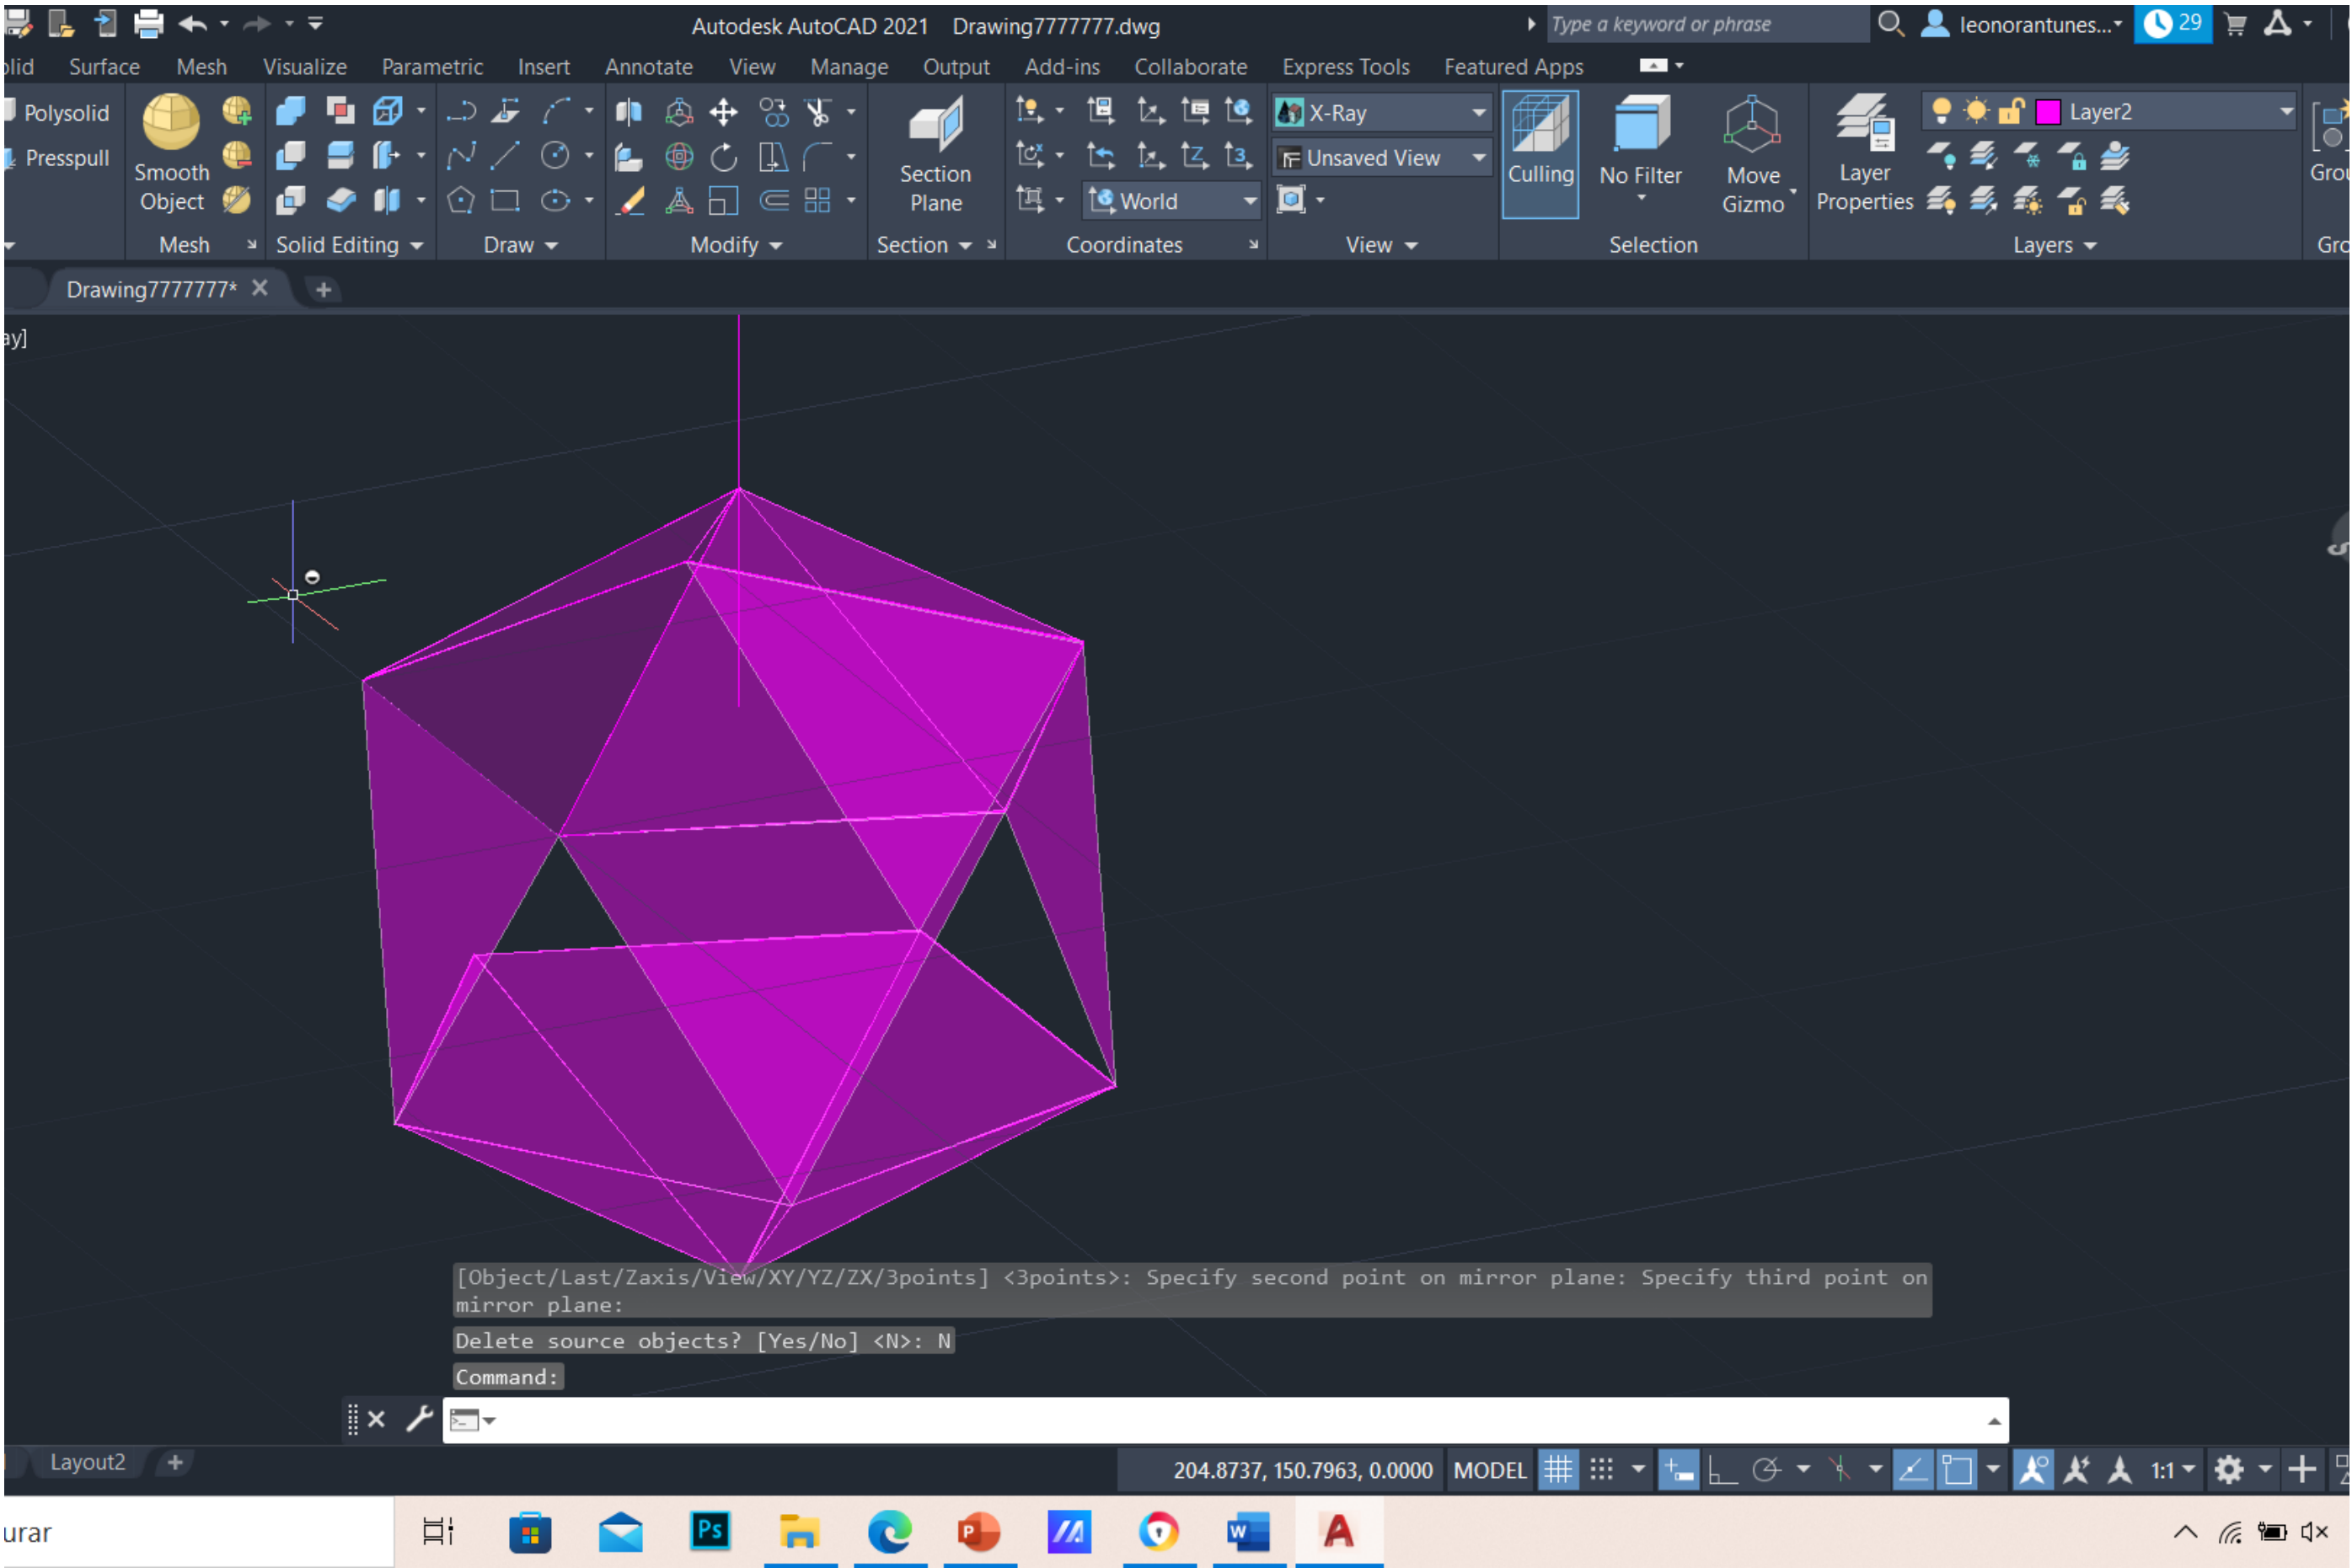 Autodesk AutoCAD 2021 Drawing7777777.dwg
Type a keyword or phrase
leonorantunes...
29
Surface Mesh Visualize Parametric Insert Annotate View Manage Output Add-ins Collaborate Express Tools Featured Apps
Polysolid
Presspull
Smooth
Object
Section
Plane
World
X-Ray
Unsaved View
Culling
No Filter
Move
Gizmo
Layer
Properties
Layer2
Mesh Solid Editing Draw Modify Section Coordinates View Selection Layers
Drawing7777777*
ay]
[Object/Last/Zaxis/View/XY/YZ/ZX/3points] <3points>: Specify second point on mirror plane: Specify third point on
mirror plane:
Delete source objects? [Yes/No] <N>: N
Command:
Layout2
204.8737, 150.7963, 0.0000 MODEL 1:1
urar
Ps
P
W
A